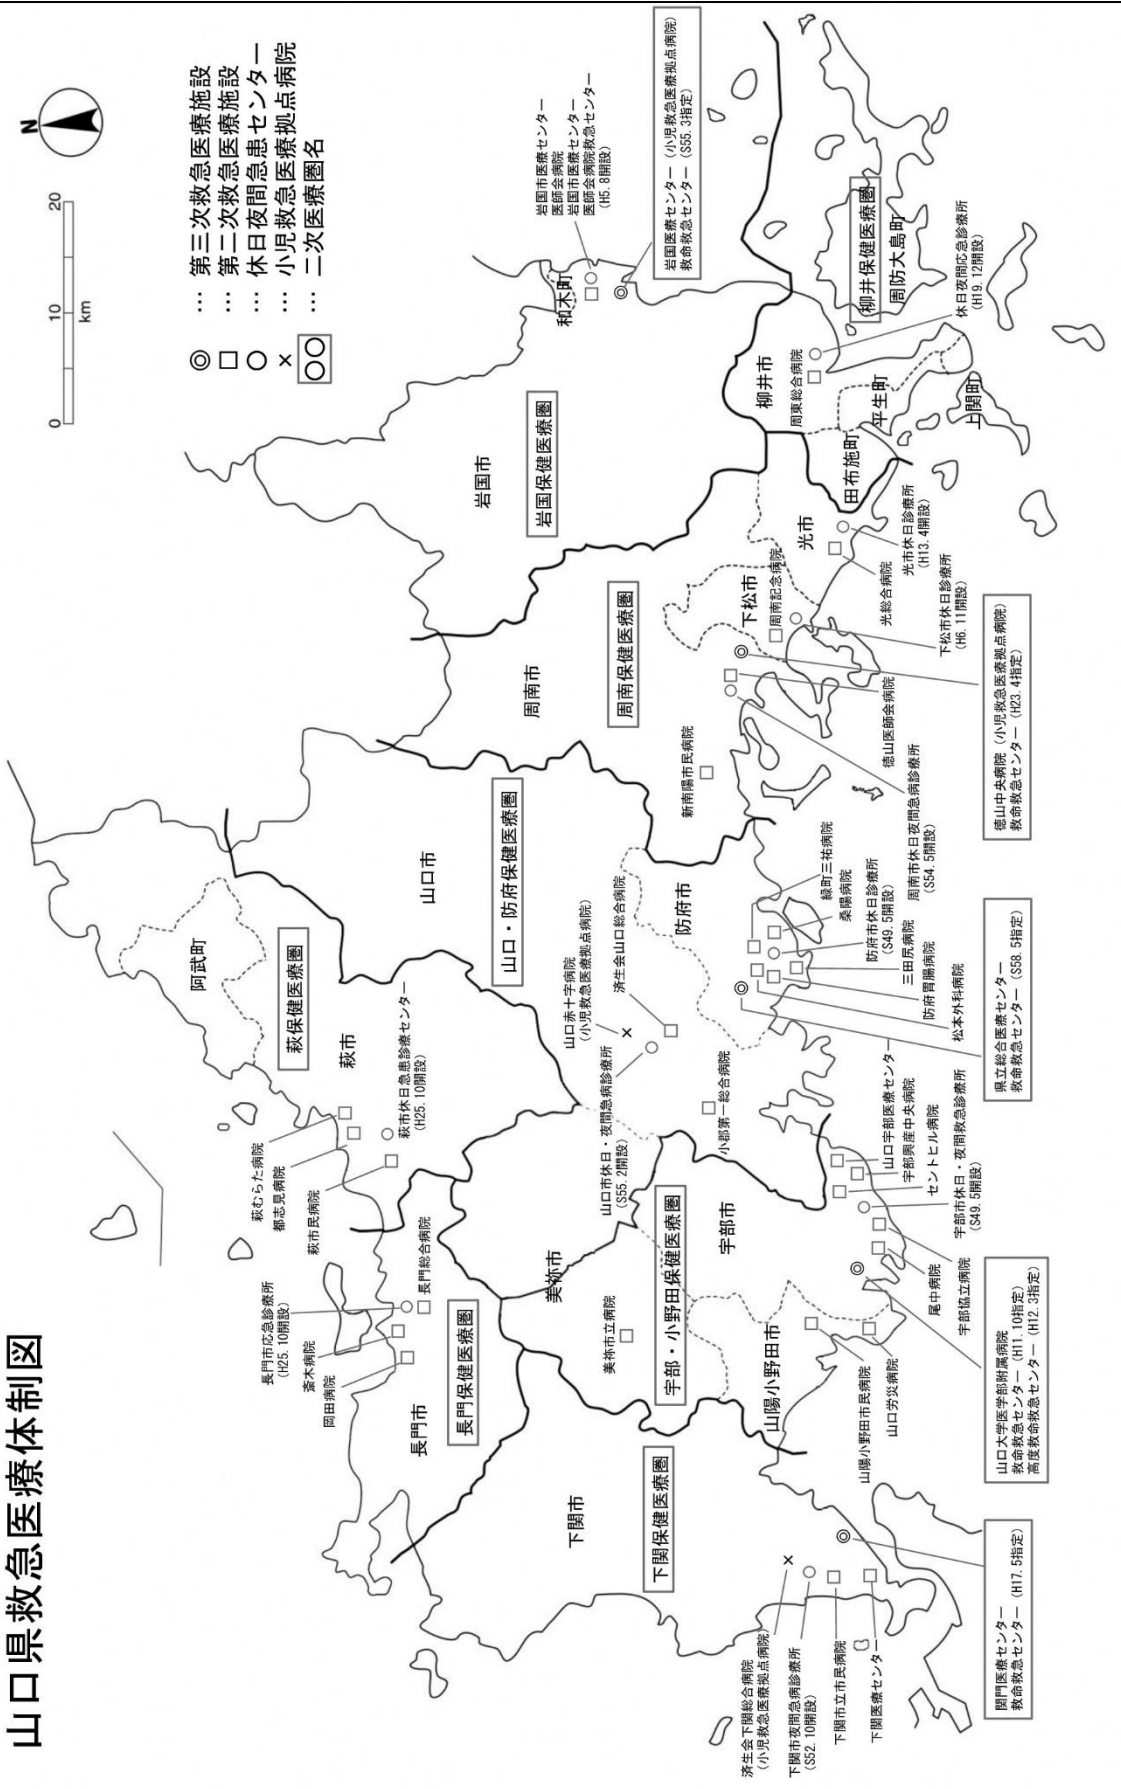 山口県救急医療体制図
N
0 10 20
km
◎ … 第三次救急医療施設
□ … 第二次救急医療施設
○ … 休日夜間急患センター
× … 小児救急医療拠点病院
○○ … 二次医療圏名
阿武町
萩保健医療圏
萩市
萩むらた病院
都志見病院
萩市民病院
萩市休日急患診療センター
(H25.10開設)
長門市応急診療所
(H25.10開設)
斎木病院
岡田病院
長門総合病院
長門市
長門保健医療圏
下関市
下関保健医療圏
済生会下関総合病院
(小児救急医療拠点病院)
下関市夜間急病診療所
(S52.10開設)
下関市立市民病院
下関医療センター
関門医療センター
救命救急センター (H17.5指定)
美祢市
美祢市立病院
宇部・小野田保健医療圏
宇部市
山陽小野田市
山陽小野田市民病院
山口労災病院
山口大学医学部附属病院
救命救急センター (H11.10指定)
高度救命救急センター (H12.3指定)
尾中病院
宇部協立病院
宇部市休日・夜間救急診療所
(S49.5開設)
セントヒル病院
宇部興産中央病院
山口宇部医療センター
山口市
山口・防府保健医療圏
山口赤十字病院
(小児救急医療拠点病院)
済生会山口総合病院
山口市休日・夜間急病診療所
(S55.2開設)
小郡第一総合病院
防府市
緑町三祐病院
桑陽病院
防府市休日診療所
(S49.5開設)
三田尻病院
防府胃腸病院
松本外科病院
県立総合医療センター
救命救急センター (S58.5指定)
周南市
周南保健医療圏
新南陽市民病院
徳山医師会病院
周南市休日夜間急病診療所
(S54.5開設)
徳山中央病院 (小児救急医療拠点病院)
救命救急センター (H23.4指定)
下松市
周南記念病院
下松市休日診療所
(H6.11開設)
光市
光総合病院
光市休日診療所
(H13.4開設)
岩国市
岩国保健医療圏
和木町
岩国市医療センター
医師会病院
岩国市医療センター
医師会病院救急センター
(H5.8開設)
岩国医療センター (小児救急医療拠点病院)
救命救急センター (S55.3指定)
柳井市
周東総合病院
柳井保健医療圏
周防大島町
休日夜間応急診療所
(H19.12開設)
田布施町
平生町
上関町